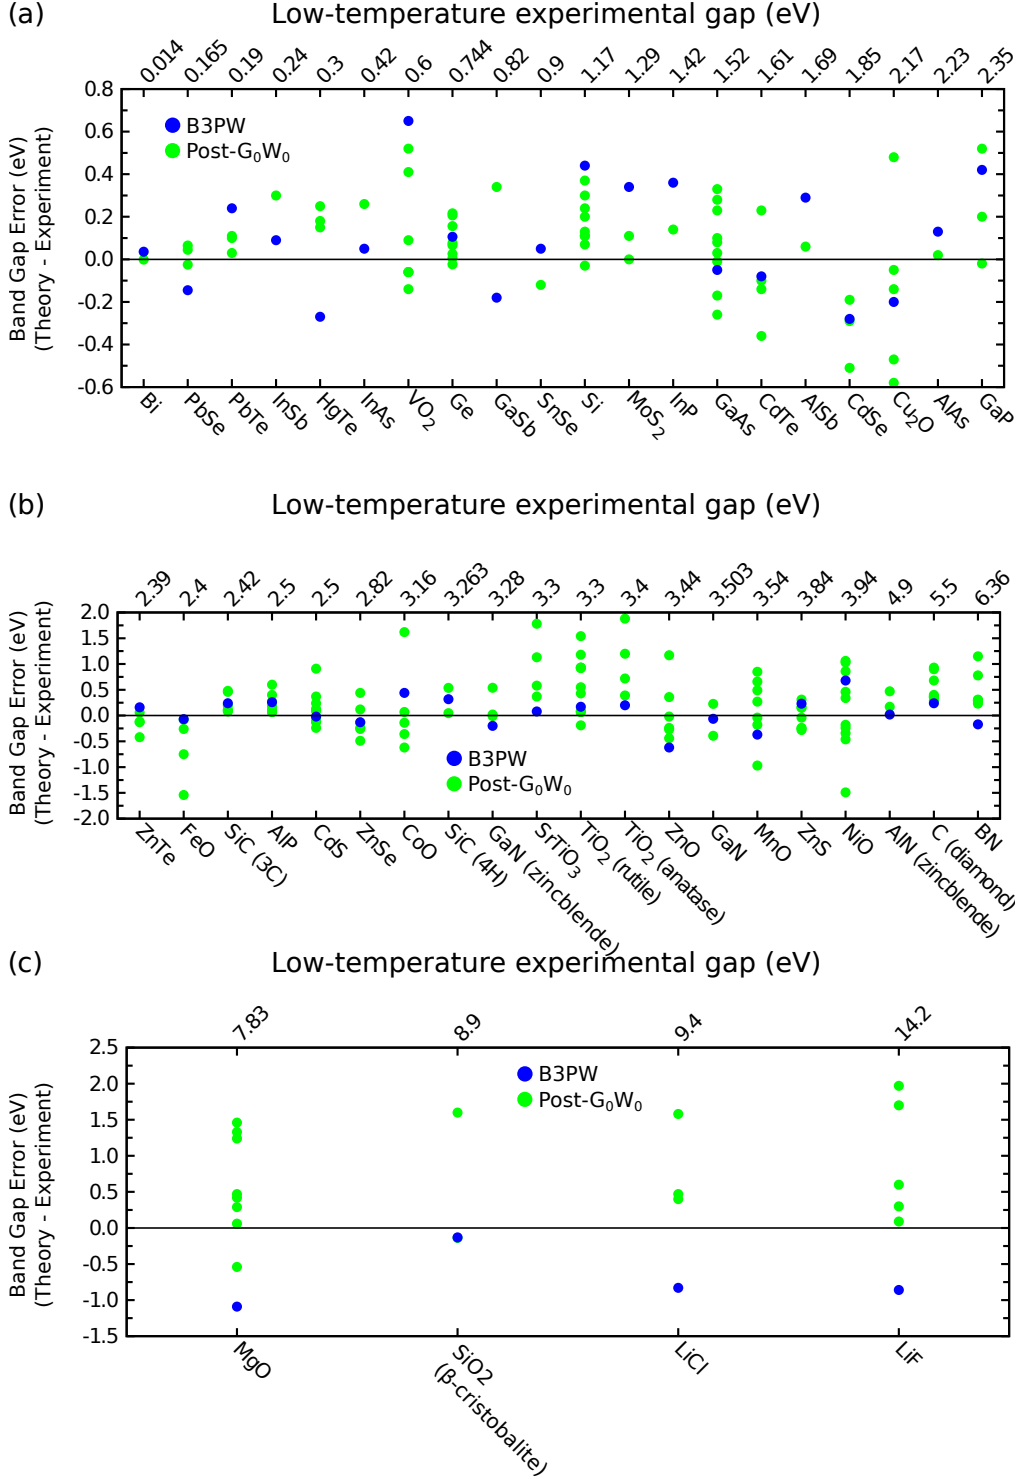 (a) Low-temperature experimental gap (eV)
0.014 0.165 0.19 0.24 0.3 0.42 0.6 0.744 0.82 0.9 1.17 1.29 1.42 1.52 1.61 1.69 1.85 2.17 2.23 2.35
Band Gap Error (eV)
(Theory - Experiment)
0.8
0.6
0.4
0.2
0.0
-0.2
-0.4
-0.6
B3PW
Post-G₀W₀
Bi PbSe PbTe InSb HgTe InAs VO₂ Ge GaSb SnSe Si MoS₂ InP GaAs CdTe AlSb CdSe Cu₂O AlAs GaP
(b) Low-temperature experimental gap (eV)
2.39 2.4 2.42 2.5 2.5 2.82 3.16 3.263 3.28 3.3 3.3 3.4 3.44 3.503 3.54 3.84 3.94 4.9 5.5 6.36
Band Gap Error (eV)
(Theory - Experiment)
2.0
1.5
1.0
0.5
0.0
-0.5
-1.0
-1.5
-2.0
B3PW
Post-G₀W₀
ZnTe FeO SiC (3C) AlP CdS ZnSe CoO SiC (4H) GaN (zincblende) SrTiO₃ TiO₂ (rutile) TiO₂ (anatase) ZnO GaN MnO ZnS NiO AlN (zincblende) C (diamond) BN
(c) Low-temperature experimental gap (eV)
7.83 8.9 9.4 14.2
Band Gap Error (eV)
(Theory - Experiment)
2.5
2.0
1.5
1.0
0.5
0.0
-0.5
-1.0
-1.5
B3PW
Post-G₀W₀
MgO SiO2 LiCl LiF
(β-cristobalite)